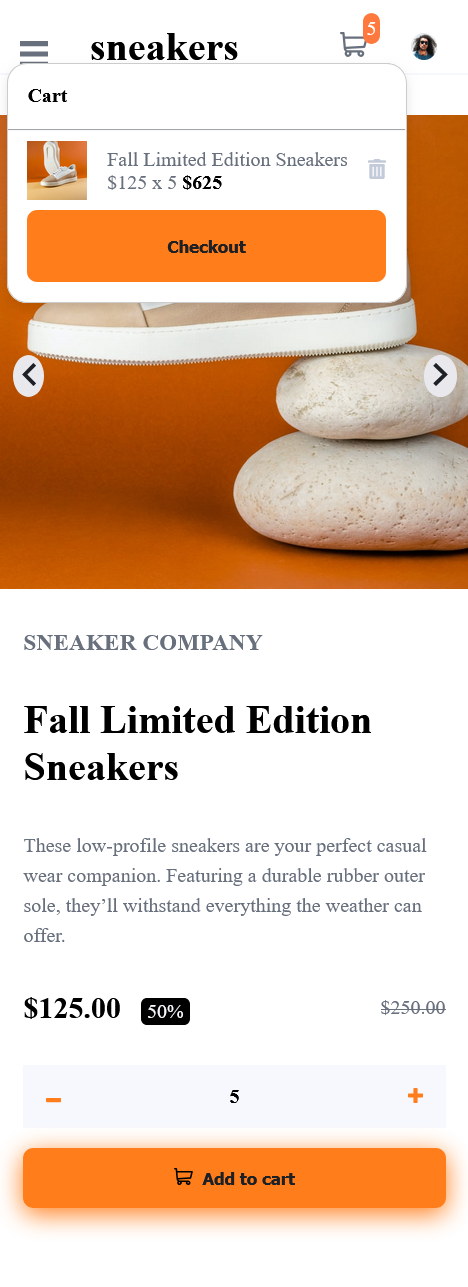 sneakers
5
Cart
Fall Limited Edition Sneakers
$125 x 5 $625
Checkout
SNEAKER COMPANY
Fall Limited Edition
Sneakers
These low-profile sneakers are your perfect casual
wear companion. Featuring a durable rubber outer
sole, they’ll withstand everything the weather can
offer.
$125.00 50% $250.00
5
Add to cart